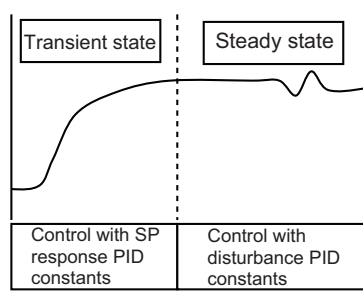 Transient state
Steady state
Control with SP
response PID
constants
Control with
disturbance PID
constants